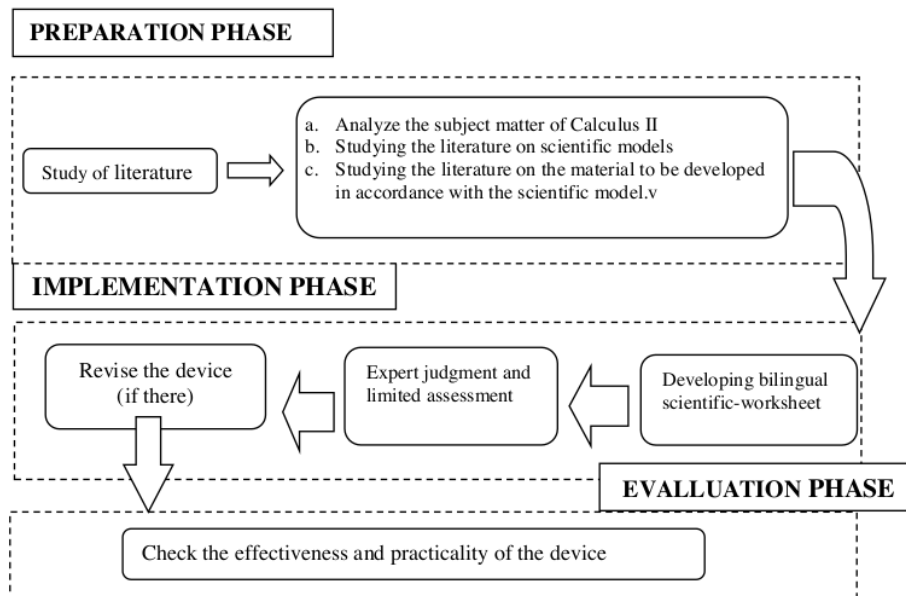 PREPARATION PHASE
Study of literature
a. Analyze the subject matter of Calculus II
b. Studying the literature on scientific models
c. Studying the literature on the material to be developed
in accordance with the scientific model.v
IMPLEMENTATION PHASE
Revise the device
(if there)
Expert judgment and
limited assessment
Developing bilingual
scientific-worksheet
EVALLUATION PHASE
Check the effectiveness and practicality of the device